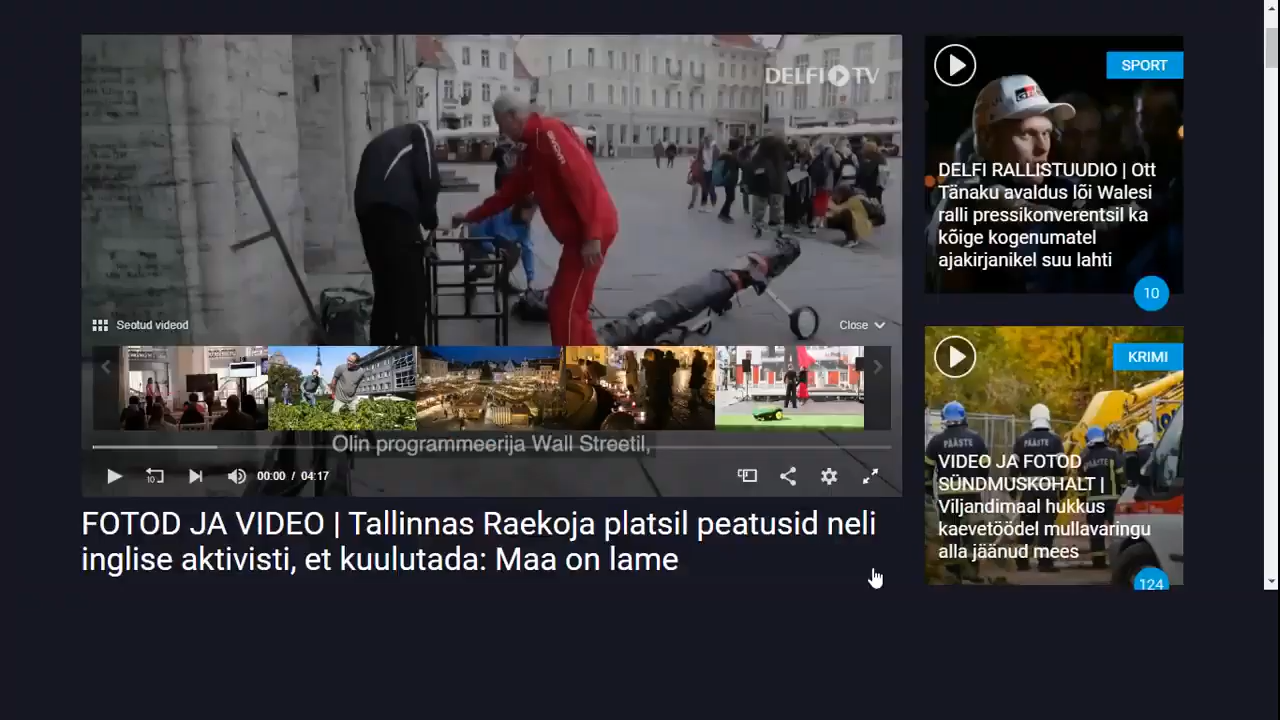 DELFI TV
Seotud videod
Close
Olin programmeerija Wall Streetil,
10
00:00 / 04:17
FOTOD JA VIDEO | Tallinnas Raekoja platsil peatusid neli
inglise aktivisti, et kuulutada: Maa on lame
SPORT
DELFI RALLISTUUDIO | Ott
Tänaku avaldus lõi Walesi
ralli pressikonverentsil ka
kõige kogenumatel
ajakirjanikel suu lahti
10
KRIMI
PÄÄSTE
PÄÄSTE
VIDEO JA FOTOD
SÜNDMUSKOHALT |
Viljandimaal hukkus
kaevetöödel mullavaringu
alla jäänud mees
124